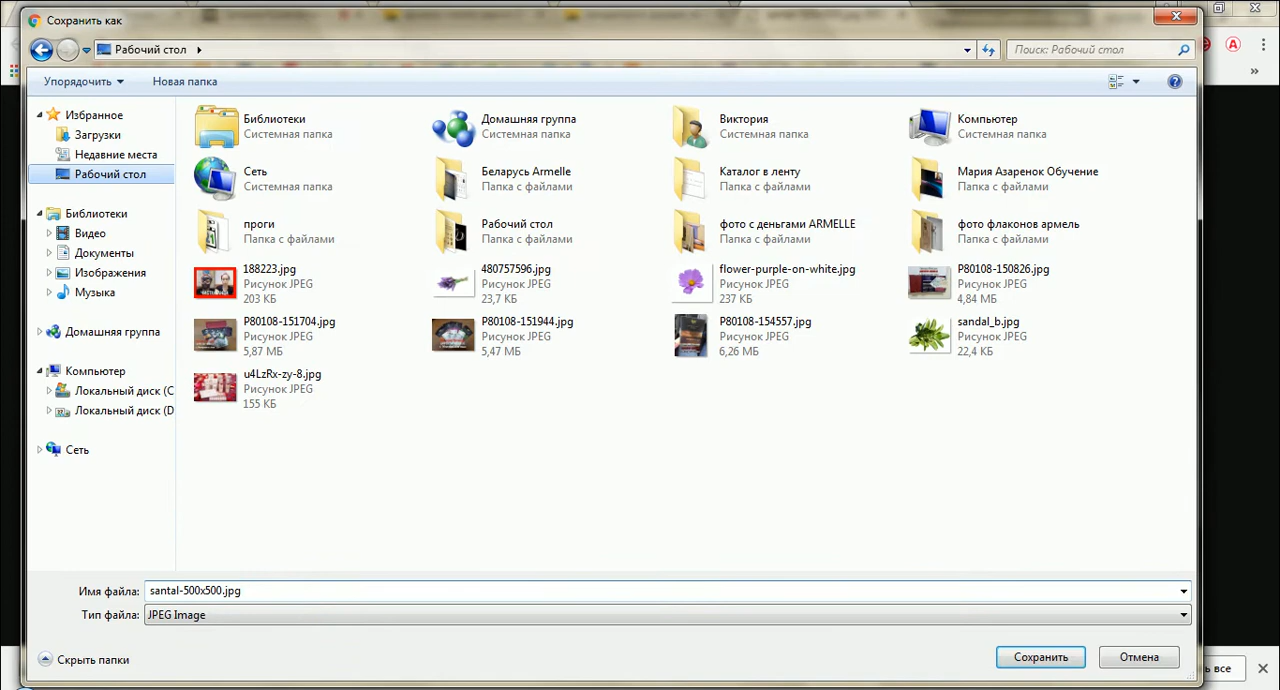 Сохранить как
Рабочий стол
Поиск: Рабочий стол
Упорядочить
Новая папка
Избранное
Загрузки
Недавние места
Рабочий стол
Библиотеки
Видео
Документы
Изображения
Музыка
Домашняя группа
Компьютер
Локальный диск (C
Локальный диск (D
Сеть
Библиотеки
Системная папка
Домашняя группа
Системная папка
Виктория
Системная папка
Компьютер
Системная папка
Сеть
Системная папка
Беларусь Armelle
Папка с файлами
Каталог в ленту
Папка с файлами
Мария Азаренок Обучение
Папка с файлами
проги
Папка с файлами
Рабочий стол
Папка с файлами
фото с деньгами ARMELLE
Папка с файлами
фото флаконов армель
Папка с файлами
188223.jpg
Рисунок JPEG
203 КБ
480757596.jpg
Рисунок JPEG
23,7 КБ
flower-purple-on-white.jpg
Рисунок JPEG
237 КБ
P80108-150826.jpg
Рисунок JPEG
4,84 МБ
P80108-151704.jpg
Рисунок JPEG
5,87 МБ
P80108-151944.jpg
Рисунок JPEG
5,47 МБ
P80108-154557.jpg
Рисунок JPEG
6,26 МБ
sandal_b.jpg
Рисунок JPEG
22,4 КБ
u4LzRx-zy-8.jpg
Рисунок JPEG
155 КБ
Имя файла: santal-500x500.jpg
Тип файла: JPEG Image
Скрыть папки
Сохранить
Отмена
ь все